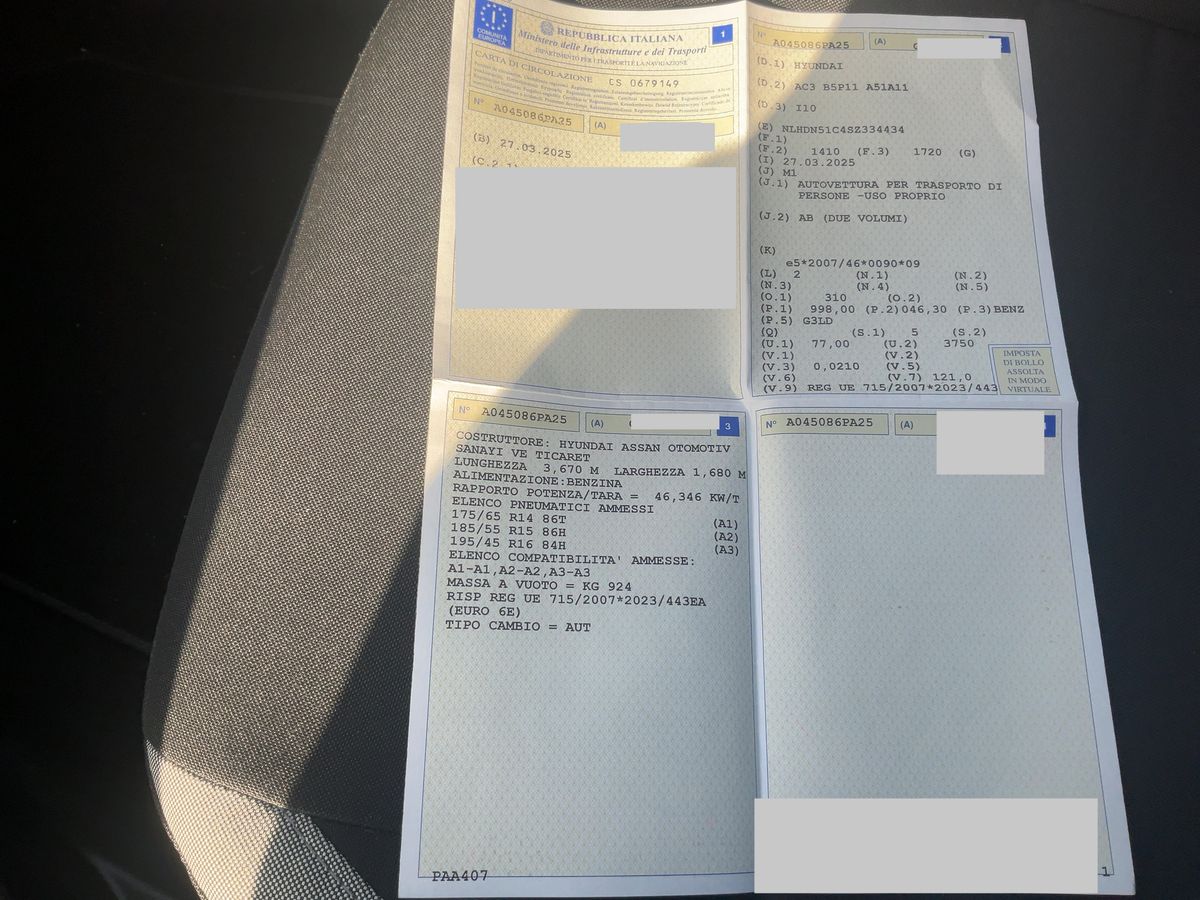 COMUNITÀ
EUROPEA
I
REPUBBLICA ITALIANA
Ministero delle Infrastrutture e dei Trasporti
DIPARTIMENTO PER I TRASPORTI E LA NAVIGAZIONE
1
CARTA DI CIRCOLAZIONE CS 0679149
N° A045086PA25 (A)
(B) 27.03.2025
(C.2.1
N° A045086PA25 (A)
(D.1) HYUNDAI
(D.2) AC3 B5P11 A51A11
(D.3) I10
(E) NLHDN51C4SZ334434
(F.1)
(F.2) 1410 (F.3) 1720 (G)
(I) 27.03.2025
(J) M1
(J.1) AUTOVETTURA PER TRASPORTO DI
PERSONE -USO PROPRIO
(J.2) AB (DUE VOLUMI)
(K)
e5*2007/46*0090*09
(L) 2 (N.1) (N.2)
(N.3) (N.4) (N.5)
(O.1) 310 (O.2)
(P.1) 998,00 (P.2)046,30 (P.3)BENZ
(P.5) G3LD
(Q) (S.1) 5 (S.2)
(U.1) 77,00 (U.2) 3750
(V.1) (V.2)
(V.3) 0,0210 (V.5)
(V.6) (V.7) 121,0
(V.9) REG UE 715/2007*2023/443
IMPOSTA
DI BOLLO
ASSOLTA
IN MODO
VIRTUALE
N° A045086PA25 (A) 3
COSTRUTTORE: HYUNDAI ASSAN OTOMOTIV
SANAYI VE TICARET
LUNGHEZZA 3,670 M LARGHEZZA 1,680 M
ALIMENTAZIONE:BENZINA
RAPPORTO POTENZA/TARA = 46,346 KW/T
ELENCO PNEUMATICI AMMESSI
175/65 R14 86T (A1)
185/55 R15 86H (A2)
195/45 R16 84H (A3)
ELENCO COMPATIBILITA' AMMESSE:
A1-A1,A2-A2,A3-A3
MASSA A VUOTO = KG 924
RISP REG UE 715/2007*2023/443EA
(EURO 6E)
TIPO CAMBIO = AUT
PAA407
N° A045086PA25 (A)
1